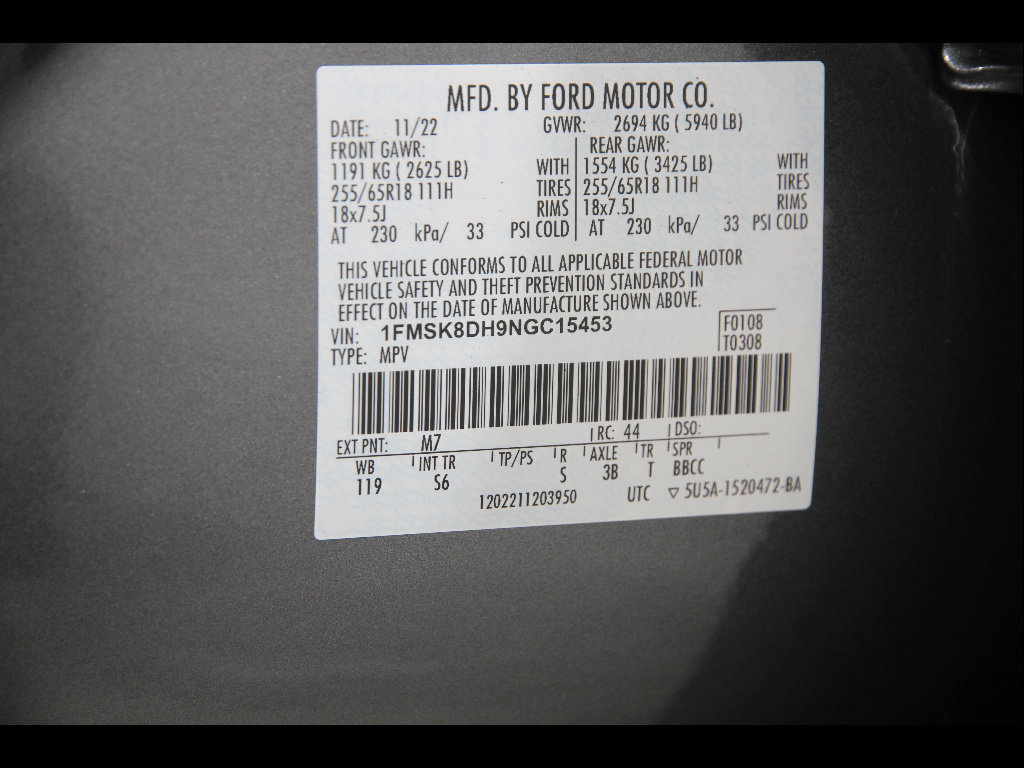 MFD. BY FORD MOTOR CO.
DATE: 11/22 GVWR: 2694 KG ( 5940 LB)
FRONT GAWR: REAR GAWR:
1191 KG ( 2625 LB) WITH 1554 KG ( 3425 LB) WITH
255/65R18 111H TIRES 255/65R18 111H TIRES
18x7.5J RIMS 18x7.5J RIMS
AT 230 kPa/ 33 PSI COLD AT 230 kPa/ 33 PSI COLD
THIS VEHICLE CONFORMS TO ALL APPLICABLE FEDERAL MOTOR
VEHICLE SAFETY AND THEFT PREVENTION STANDARDS IN
EFFECT ON THE DATE OF MANUFACTURE SHOWN ABOVE.
VIN: 1FMSK8DH9NGC15453 F0108
TYPE: MPV T0308
EXT PNT: M7 RC: 44 DSO:
WB INT TR TP/PS R AXLE TR SPR
119 S6 S 3B T BBCC
1202211203950 UTC ▽ 5U5A-1520472-BA